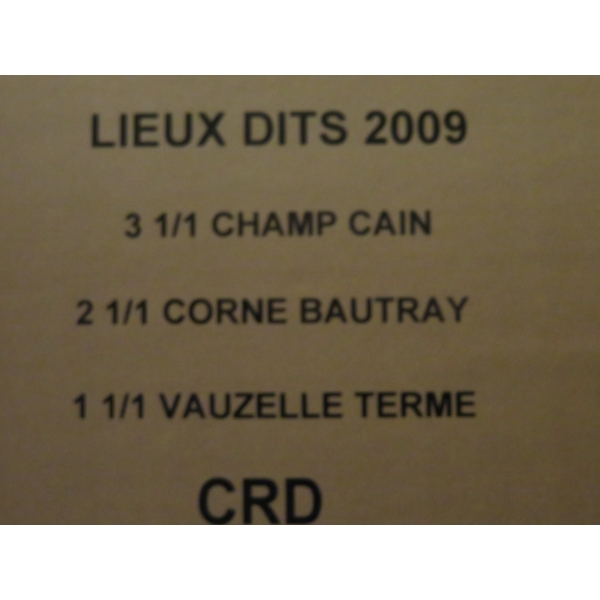 LIEUX DITS 2009
3 1/1 CHAMP CAIN
2 1/1 CORNE BAUTRAY
1 1/1 VAUZELLE TERME
CRD